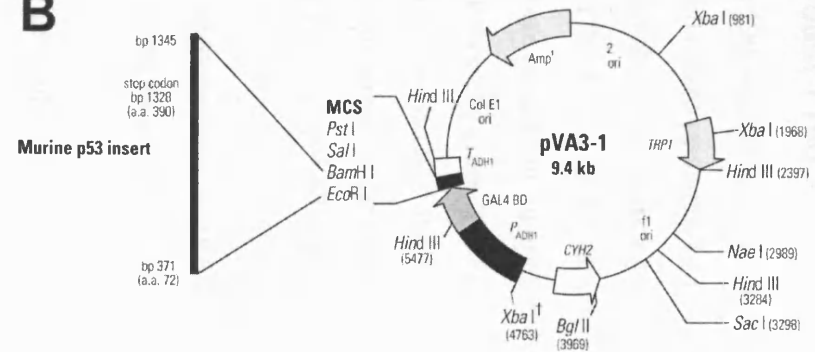 B
bp 1345
stop codon
bp 1328
(a.a. 390)
Murine p53 insert
bp 371
(a.a. 72)
MCS
Pst I
Sal I
BamH I
EcoR I
Hind III
Ampʳ
2
ori
Col E1
ori
T ADH1
GAL4 BD
P ADH1
Hind III
(5477)
pVA3-1
9.4 kb
Xba I (981)
TRP1
Xba I (1968)
Hind III (2397)
f1
ori
Nae I (2989)
Hind III
(3284)
Sac I (3298)
CYH2
Bgl II
(3969)
Xba I†
(4763)